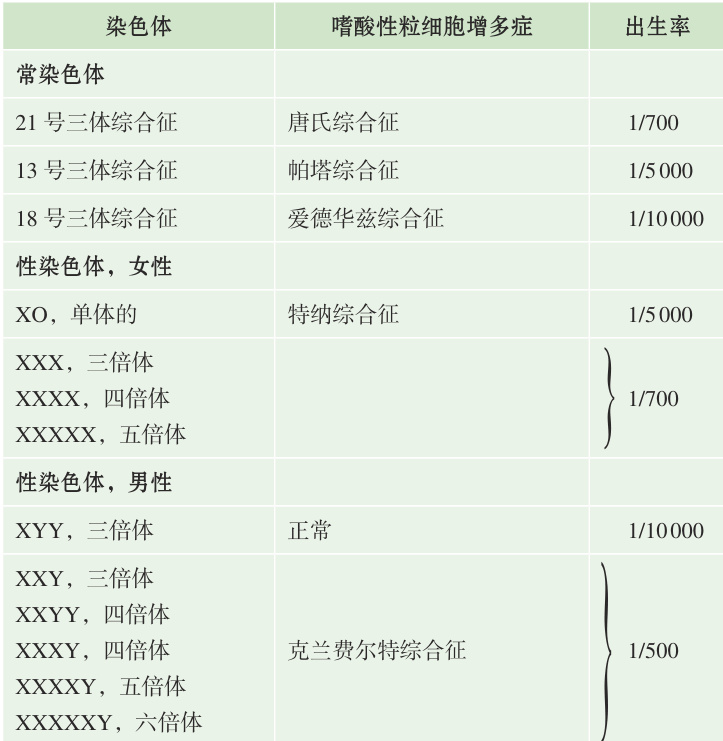 染色体 嗜酸性粒细胞增多症 出生率
常染色体
21 号三体综合征 唐氏综合征 1/700
13 号三体综合征 帕塔综合征 1/5 000
18 号三体综合征 爱德华兹综合征 1/10 000
性染色体，女性
XO，单体的 特纳综合征 1/5 000
XXX，三倍体
XXXX，四倍体 1/700
XXXXX，五倍体
性染色体，男性
XYY，三倍体 正常 1/10 000
XXY，三倍体
XXYY，四倍体
XXXY，四倍体 克兰费尔特综合征 1/500
XXXXY，五倍体
XXXXXY，六倍体